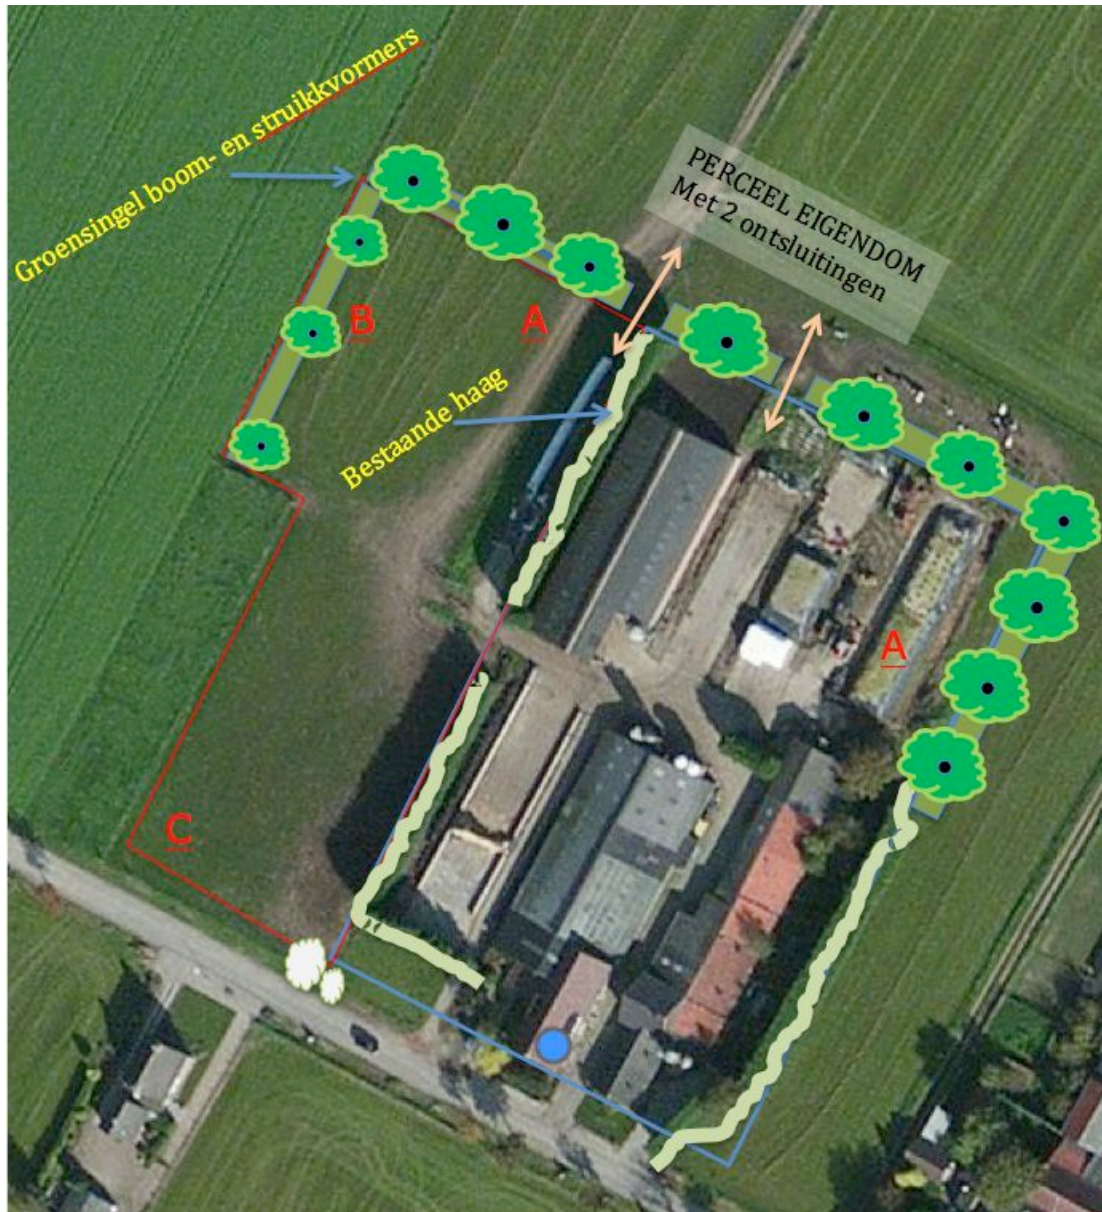 Groensingel boom- en struikkvormers
PERCEEL EIGENDOM
Met 2 ontsluitingen
B
A
Bestaande haag
A
C